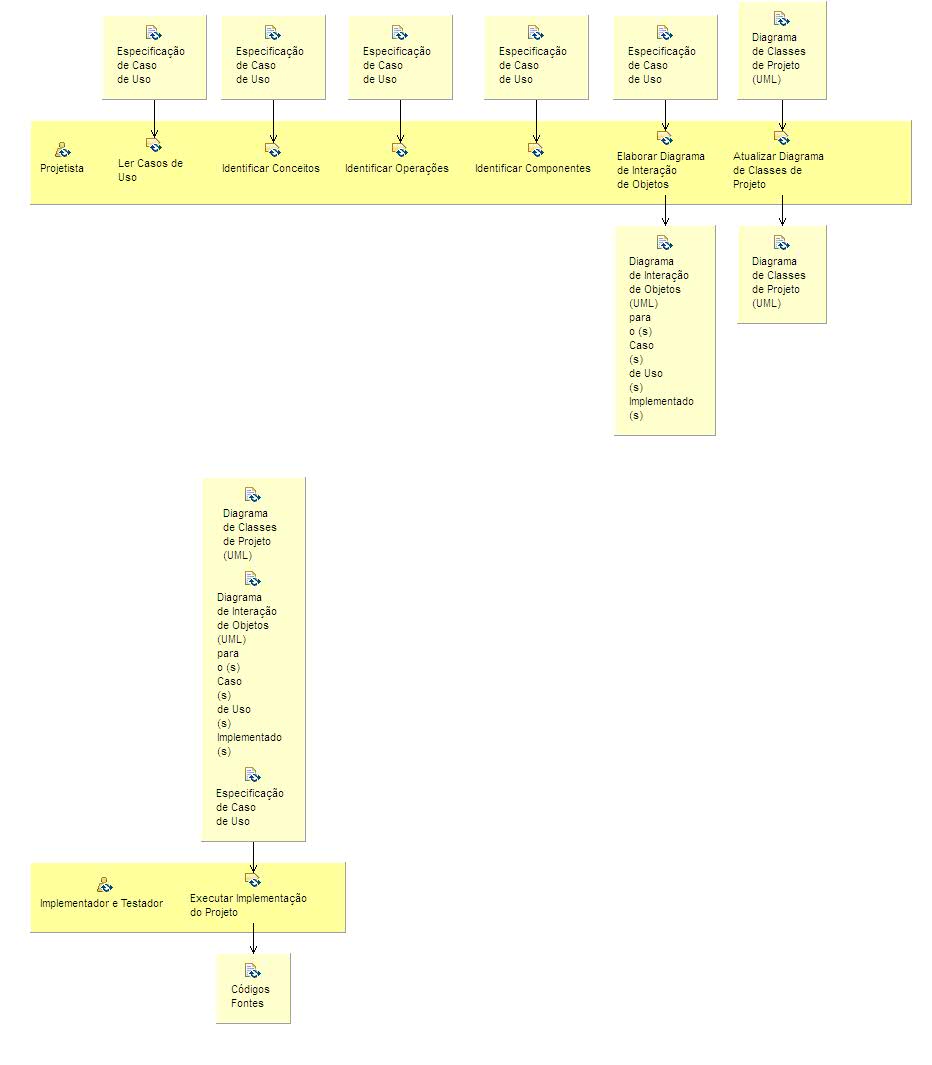 Especificação
de Caso
de Uso
Especificação
de Caso
de Uso
Especificação
de Caso
de Uso
Especificação
de Caso
de Uso
Especificação
de Caso
de Uso
Diagrama
de Classes
de Projeto
(UML)
Projetista
Ler Casos de
Uso
Identificar Conceitos
Identificar Operações
Identificar Componentes
Elaborar Diagrama
de Interação
de Objetos
Atualizar Diagrama
de Classes de
Projeto
Diagrama
de Interação
de Objetos
(UML)
para
o (s)
Caso
(s)
de Uso
(s)
Implementado
(s)
Diagrama
de Classes
de Projeto
(UML)
Diagrama
de Classes
de Projeto
(UML)
Diagrama
de Interação
de Objetos
(UML)
para
o (s)
Caso
(s)
de Uso
(s)
Implementado
(s)
Especificação
de Caso
de Uso
Implementador e Testador
Executar Implementação
do Projeto
Códigos
Fontes